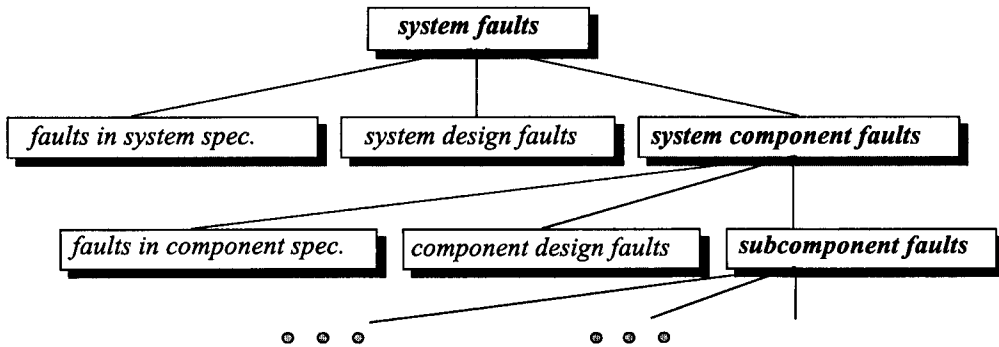 system faults
faults in system spec.
system design faults
system component faults
faults in component spec.
component design faults
subcomponent faults